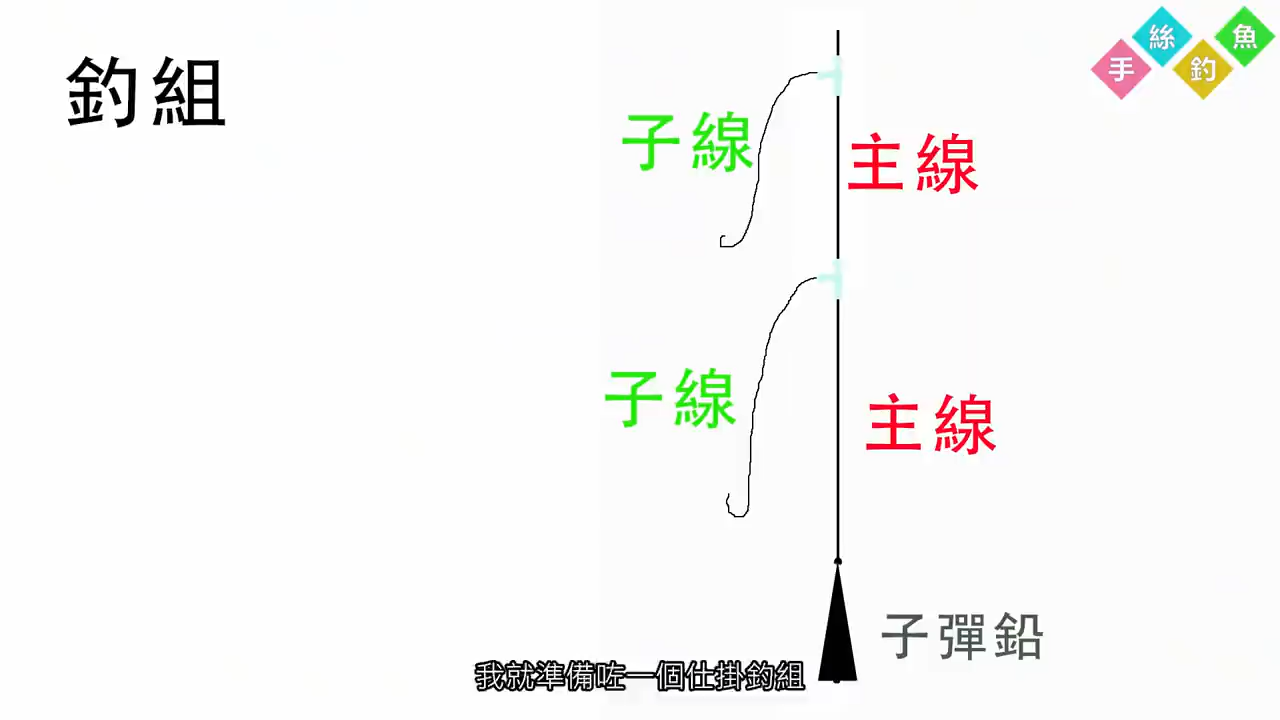 釣組
手絲釣魚
子線
主線
子線
主線
子彈鉛
我就準備咗一個仕掛釣組